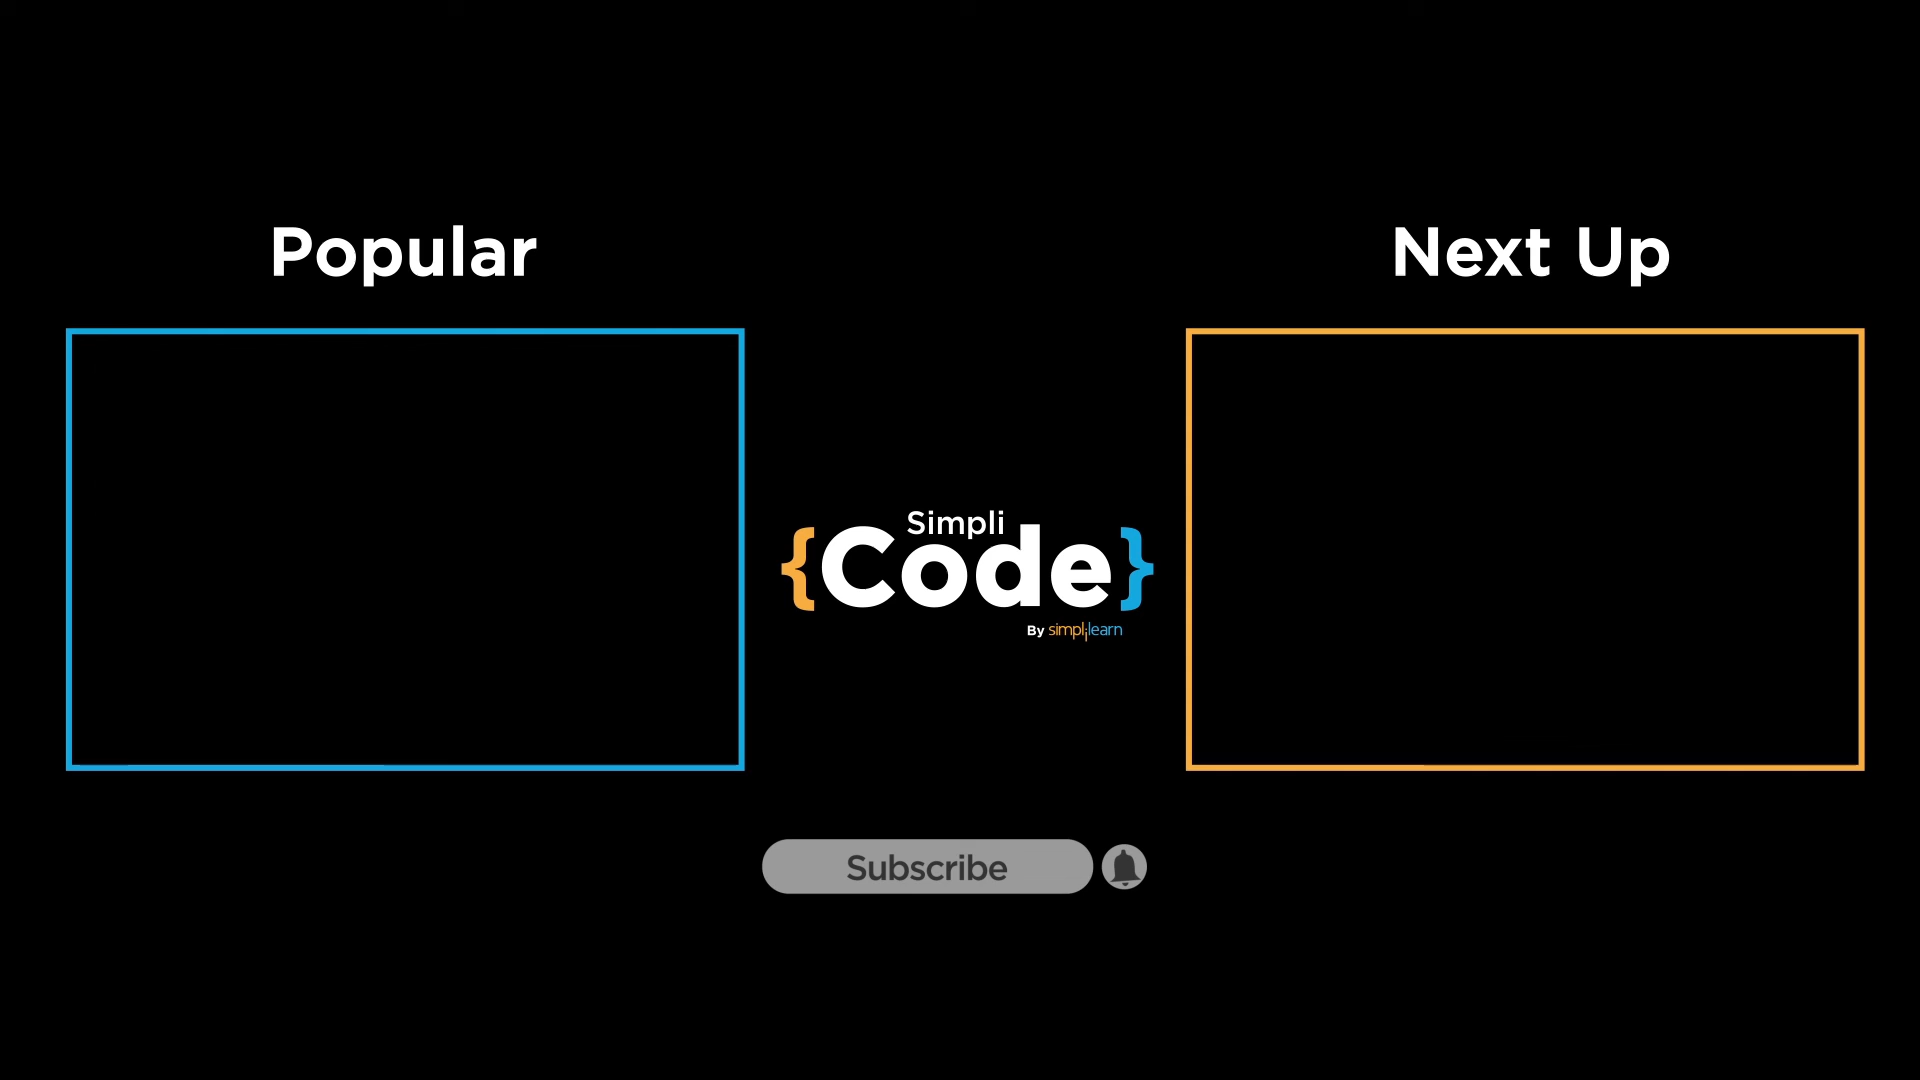 Popular
Next Up
Simpli
{Code}
By simplilearn
Subscribe